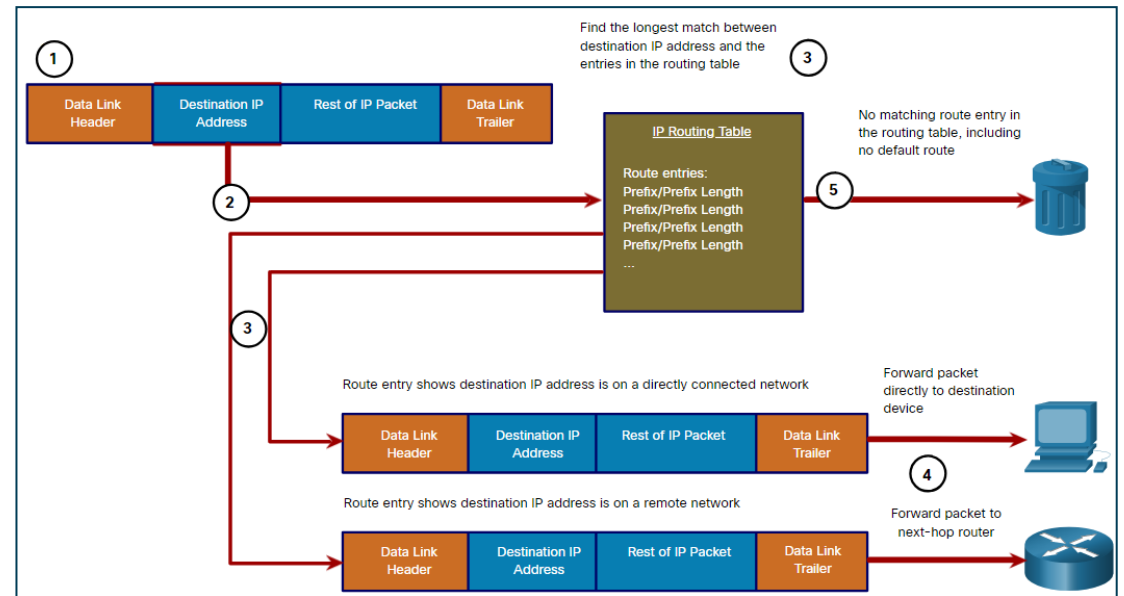 Find the longest match between
destination IP address and the
entries in the routing table
3
1
Data Link
Header
Destination IP
Address
Rest of IP Packet
Data Link
Trailer
2
IP Routing Table
Route entries:
Prefix/Prefix Length
Prefix/Prefix Length
Prefix/Prefix Length
Prefix/Prefix Length
...
No matching route entry in
the routing table, including
no default route
5
3
Route entry shows destination IP address is on a directly connected network
Data Link
Header
Destination IP
Address
Rest of IP Packet
Data Link
Trailer
Forward packet
directly to destination
device
4
Route entry shows destination IP address is on a remote network
Data Link
Header
Destination IP
Address
Rest of IP Packet
Data Link
Trailer
Forward packet to
next-hop router